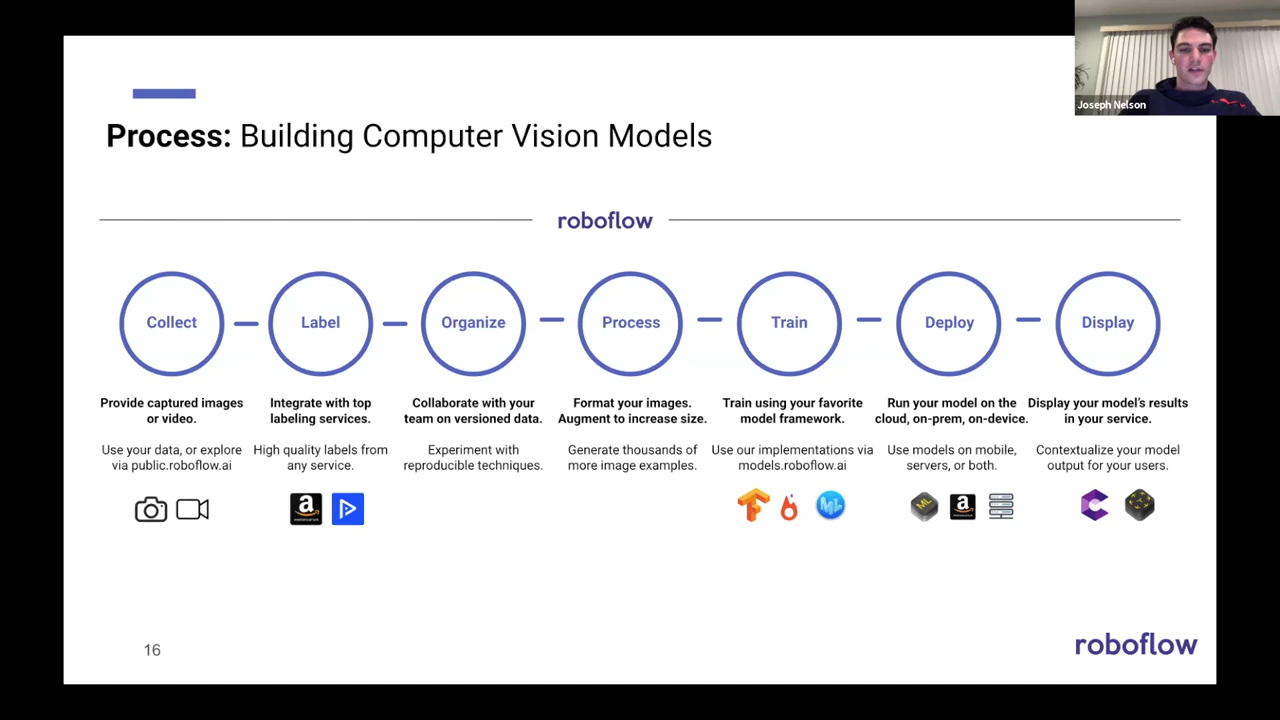 Joseph Nelson
Process: Building Computer Vision Models
roboflow
Collect
Label
Organize
Process
Train
Deploy
Display
Provide captured images
or video.
Use your data, or explore
via public.roboflow.ai
Integrate with top
labeling services.
High quality labels from
any service.
Collaborate with your
team on versioned data.
Experiment with
reproducible techniques.
Format your images.
Augment to increase size.
Generate thousands of
more image examples.
Train using your favorite
model framework.
Use our implementations via
models.roboflow.ai
Run your model on the
cloud, on-prem, on-device.
Use models on mobile,
servers, or both.
Display your model's results
in your service.
Contextualize your model
output for your users.
a
a
ML
ML
16
roboflow